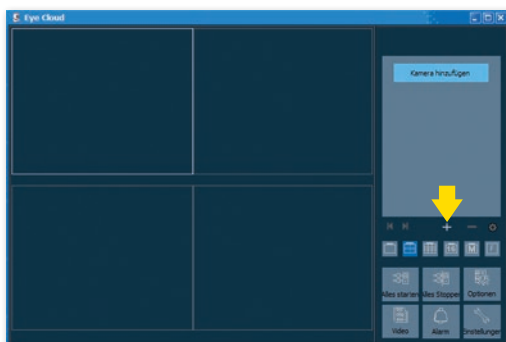 Eye Cloud
Kamera hinzufügen
Alles starten Alles Stoppen Optionen
Video Alarm Einstellungen